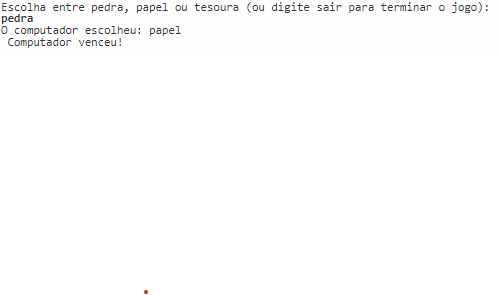 Escolha entre pedra, papel ou tesoura (ou digite sair para terminar o jogo):
pedra
O computador escolheu: papel
Computador venceu!